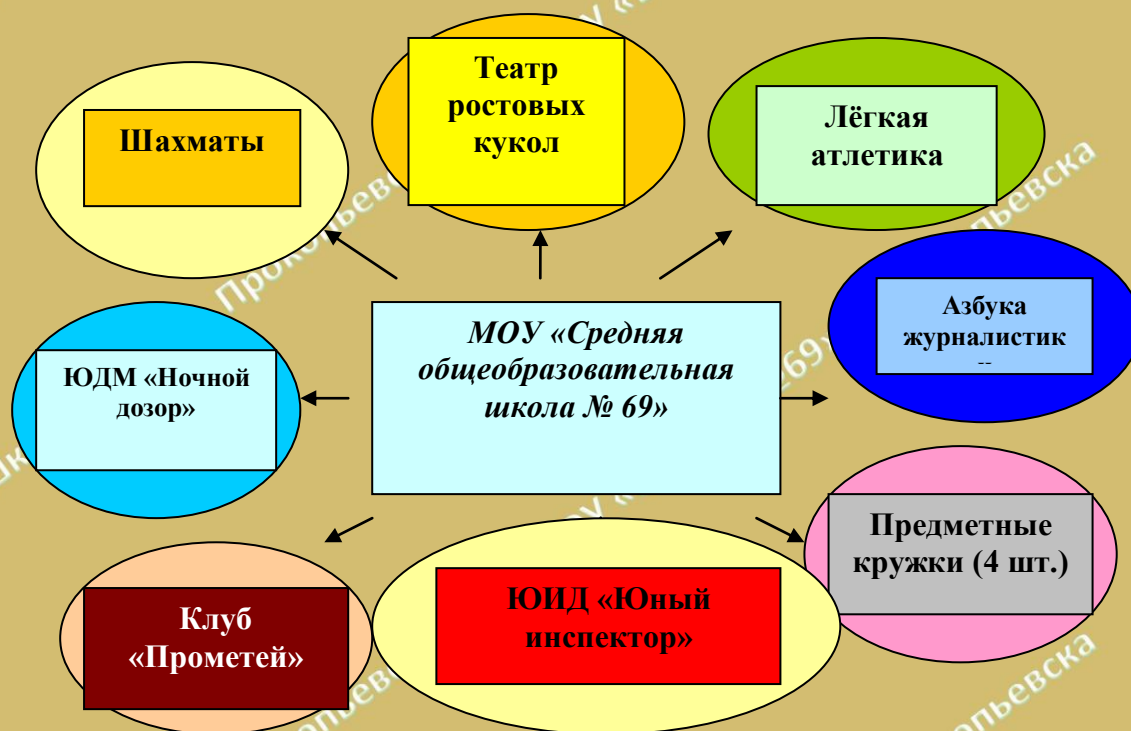 Театр
ростовых
кукол
Шахматы
Лёгкая
атлетика
Азбука
журналистик
МОУ «Средняя
общеобразовательная
школа № 69»
ЮДМ «Ночной
дозор»
Предметные
кружки (4 шт.)
Клуб
«Прометей»
ЮИД «Юный
инспектор»
Прокопьевска